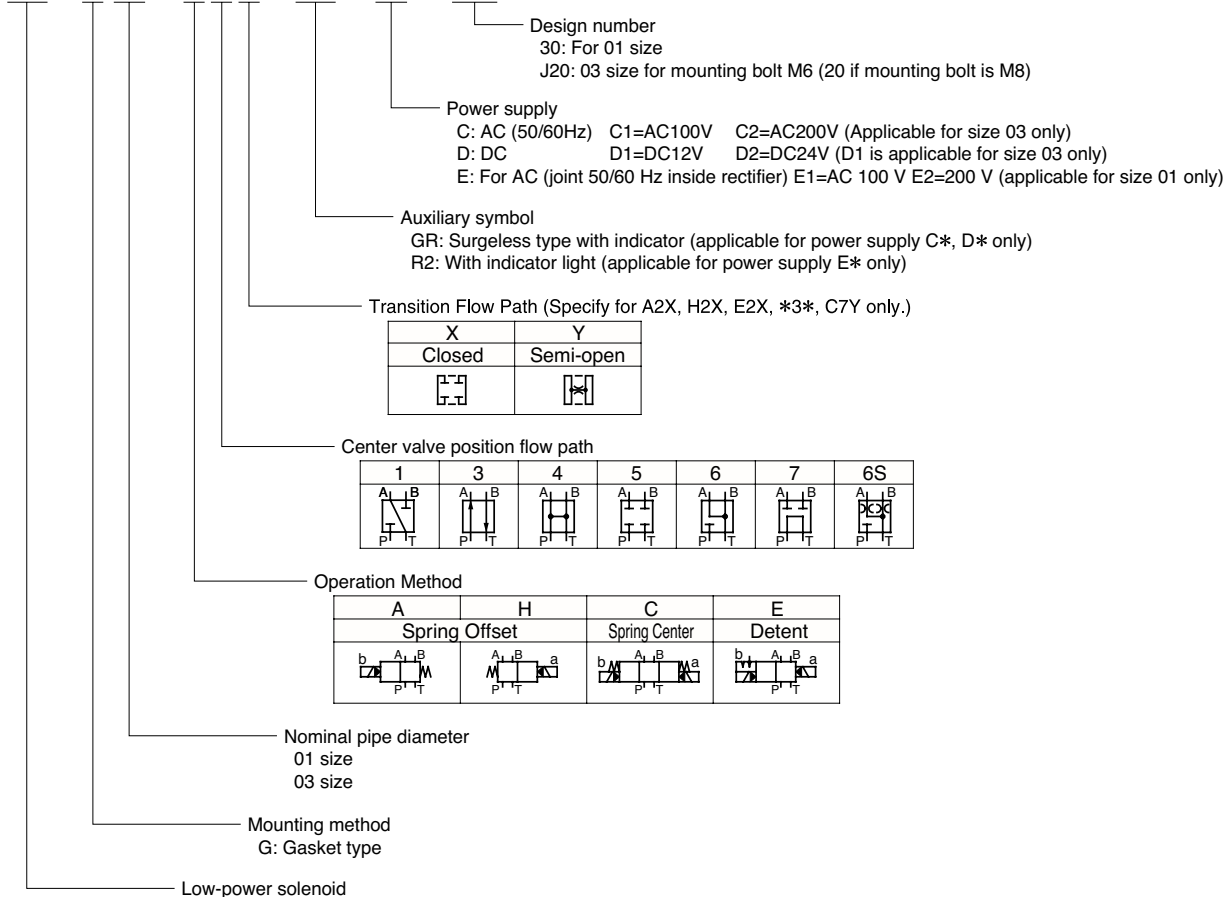 Design number
30: For 01 size
J20: 03 size for mounting bolt M6 (20 if mounting bolt is M8)
Power supply
C: AC (50/60Hz) C1=AC100V C2=AC200V (Applicable for size 03 only)
D: DC D1=DC12V D2=DC24V (D1 is applicable for size 03 only)
E: For AC (joint 50/60 Hz inside rectifier) E1=AC 100 V E2=200 V (applicable for size 01 only)
Auxiliary symbol
GR: Surgeless type with indicator (applicable for power supply C*, D* only)
R2: With indicator light (applicable for power supply E* only)
Transition Flow Path (Specify for A2X, H2X, E2X, *3*, C7Y only.)
X Y
Closed Semi-open
Center valve position flow path
1 3 4 5 6 7 6S
A B A B A B A B A B A B A B
P T P T P T P T P T P T P T
Operation Method
A H C E
Spring Offset Spring Center Detent
b A B A B a b A B a b A B a
P T P T P T P T
Nominal pipe diameter
01 size
03 size
Mounting method
G: Gasket type
Low-power solenoid